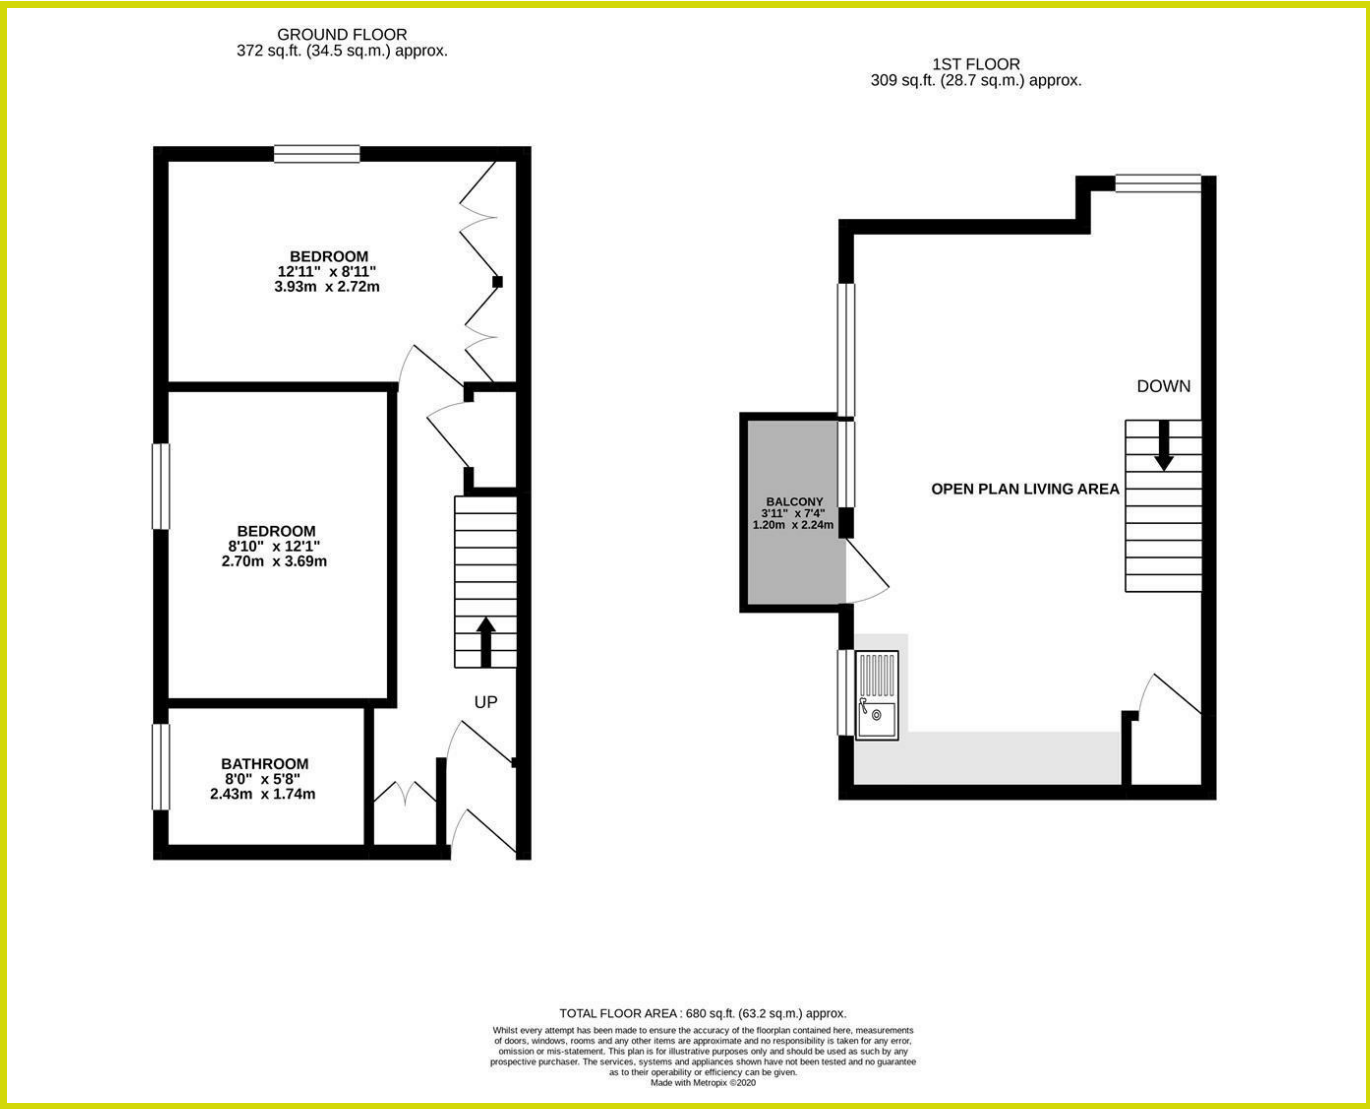 GROUND FLOOR
372 sq.ft. (34.5 sq.m.) approx.
1ST FLOOR
309 sq.ft. (28.7 sq.m.) approx.
BEDROOM
12'11" x 8'11"
3.93m x 2.72m
BEDROOM
8'10" x 12'1"
2.70m x 3.69m
UP
BATHROOM
8'0" x 5'8"
2.43m x 1.74m
DOWN
OPEN PLAN LIVING AREA
BALCONY
3'11" x 7'4"
1.20m x 2.24m
TOTAL FLOOR AREA : 680 sq.ft. (63.2 sq.m.) approx.
Whilst every attempt has been made to ensure the accuracy of the floorplan contained here, measurements
of doors, windows, rooms and any other items are approximate and no responsibility is taken for any error,
omission or mis-statement. This plan is for illustrative purposes only and should be used as such by any
prospective purchaser. The services, systems and appliances shown have not been tested and no guarantee
as to their operability or efficiency can be given.
Made with Metropix ©2020